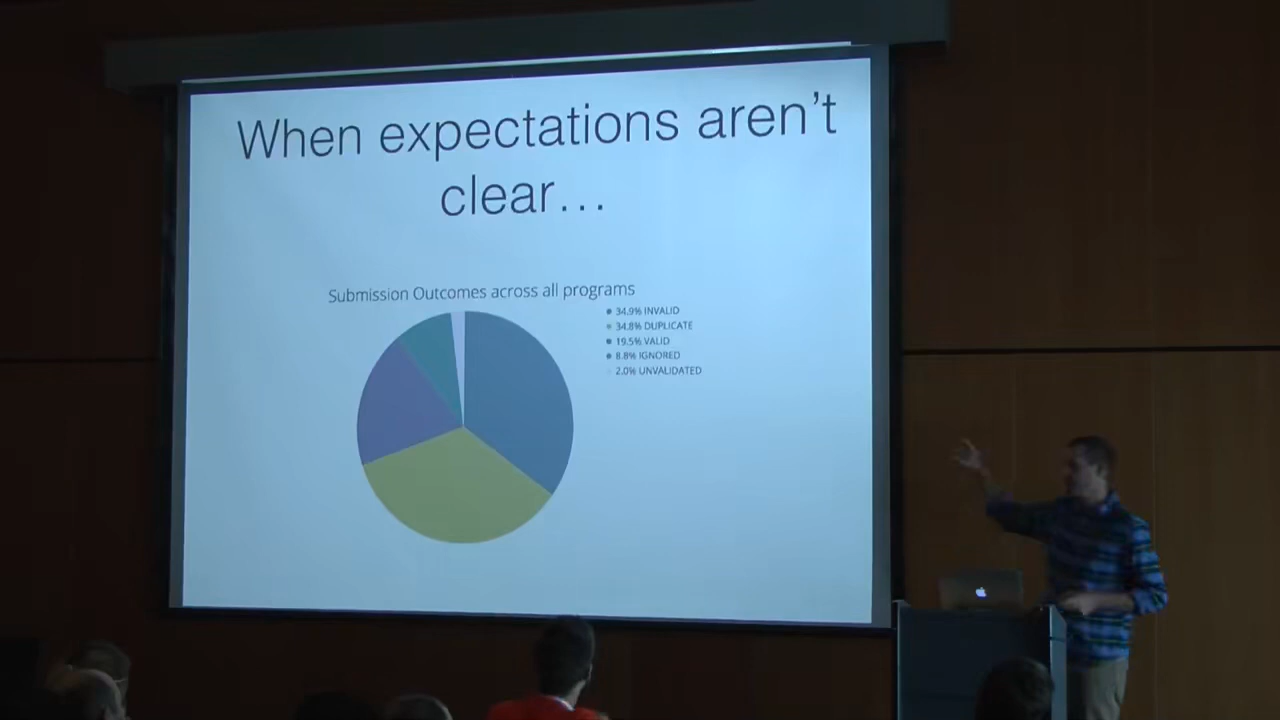 When expectations aren't
clear...
Submission Outcomes across all programs
34.9% INVALID
34.8% DUPLICATE
19.5% VALID
8.8% IGNORED
2.0% UNVALIDATED